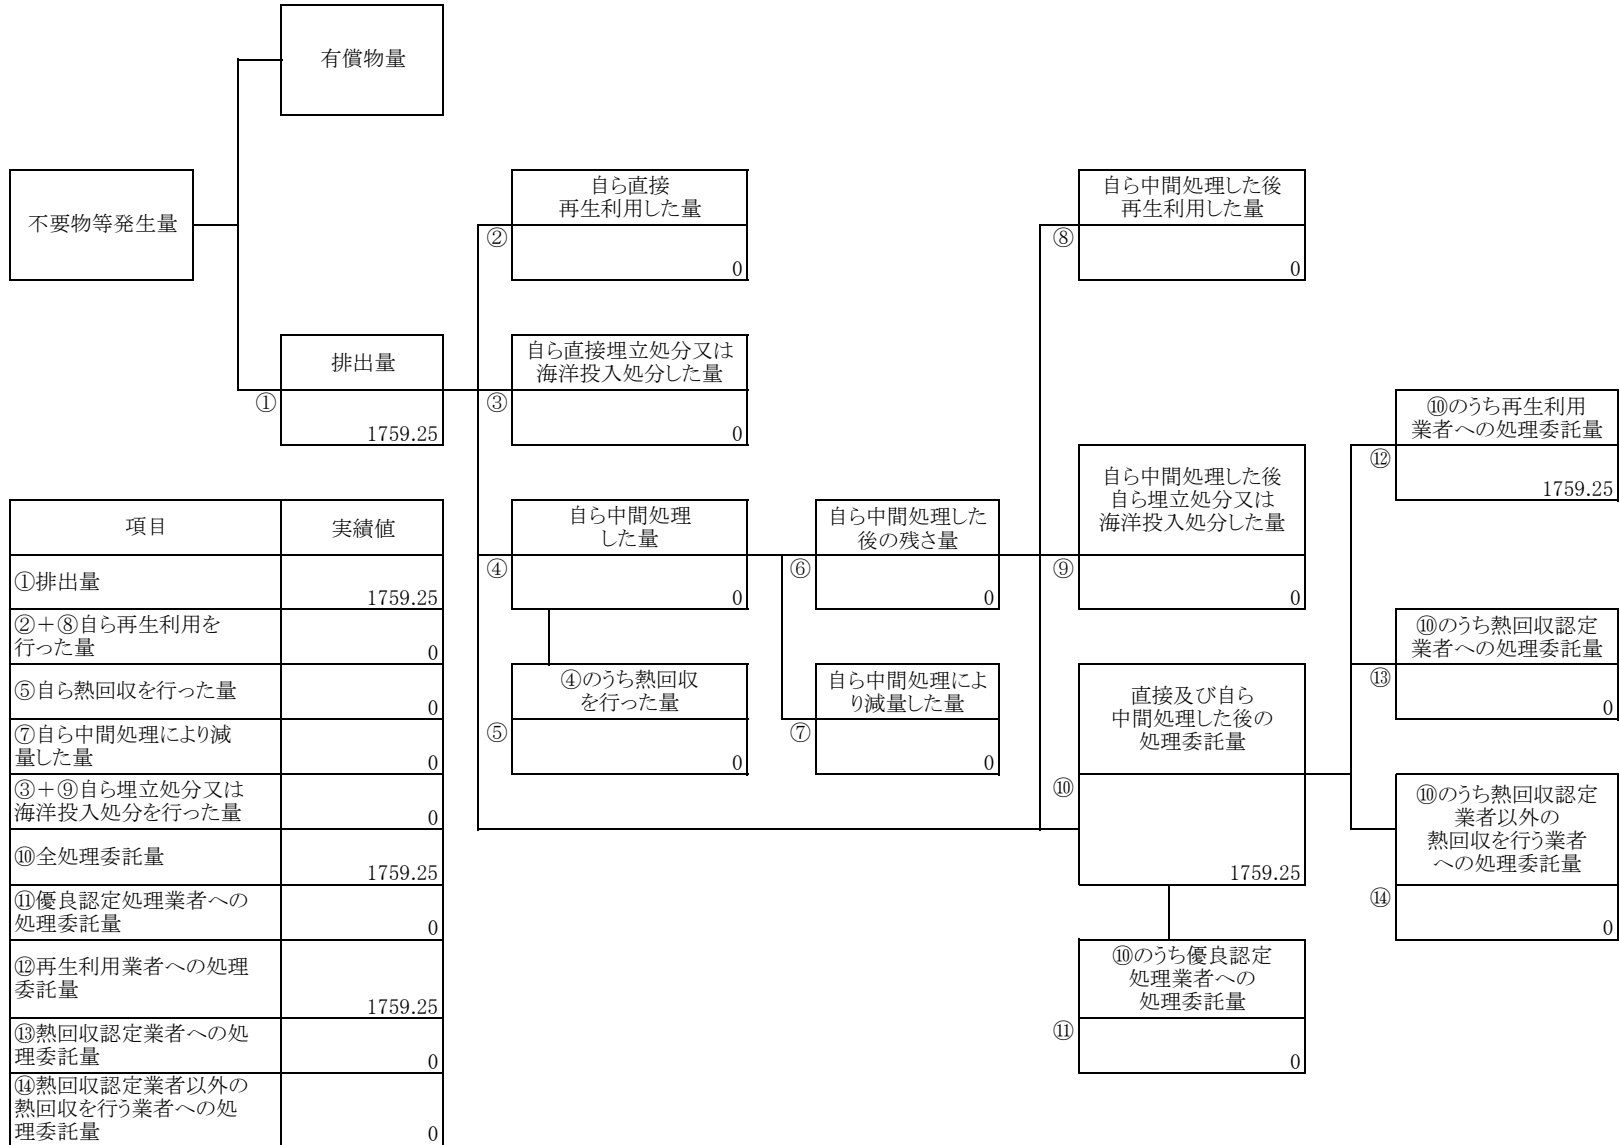 有償物量
不要物等発生量
排出量
①
1759.25
自ら直接
再生利用した量
②
0
自ら直接埋立処分又は
海洋投入処分した量
③
0
自ら中間処理
した量
④
0
④のうち熱回収
を行った量
⑤
0
自ら中間処理した
後の残さ量
⑥
0
自ら中間処理によ
り減量した量
⑦
0
自ら中間処理した後
再生利用した量
⑧
0
自ら中間処理した後
自ら埋立処分又は
海洋投入処分した量
⑨
0
直接及び自ら
中間処理した後の
処理委託量
⑩
1759.25
⑩のうち優良認定
処理業者への
処理委託量
⑪
0
⑩のうち再生利用
業者への処理委託量
⑫
1759.25
⑩のうち熱回収認定
業者への処理委託量
⑬
0
⑩のうち熱回収認定
業者以外の
熱回収を行う業者
への処理委託量
⑭
0
項目 実績値
①排出量 1759.25
②＋⑧自ら再生利用を
行った量 0
⑤自ら熱回収を行った量 0
⑦自ら中間処理により減
量した量 0
③＋⑨自ら埋立処分又は
海洋投入処分を行った量 0
⑩全処理委託量 1759.25
⑪優良認定処理業者への
処理委託量 0
⑫再生利用業者への処理
委託量 1759.25
⑬熱回収認定業者への処
理委託量 0
⑭熱回収認定業者以外の
熱回収を行う業者への処
理委託量 0